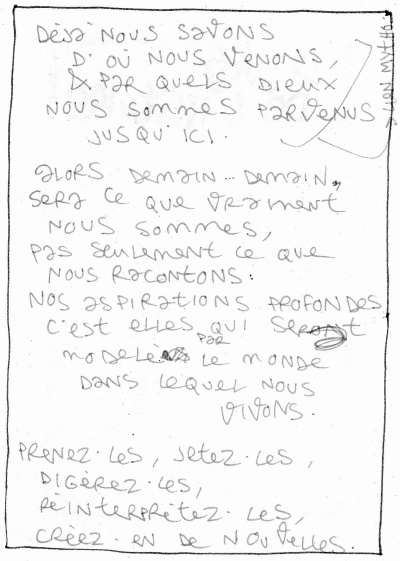 DÉJÀ NOUS SAVONS
D'OÙ NOUS VENONS,
& PAR QUELS DIEUX
NOUS SOMMES PARVENUS
JUSQU'ICI.
→ LIEN MYTHO.
ALORS DEMAIN... DEMAIN,,
SERA CE QUE VRAIMENT
NOUS SOMMES,
PAS SEULEMENT CE QUE
NOUS RACONTONS :
NOS ASPIRATIONS PROFONDES
C'EST ELLES QUI
PAR
MODELÉ LE MONDE
DANS LEQUEL NOUS
VIVONS.
PRENEZ-LES, JETEZ-LES,
DIGÉREZ-LES,
RÉINTERPRÉTEZ-LES,
CRÉEZ-EN DE NOUVELLES.